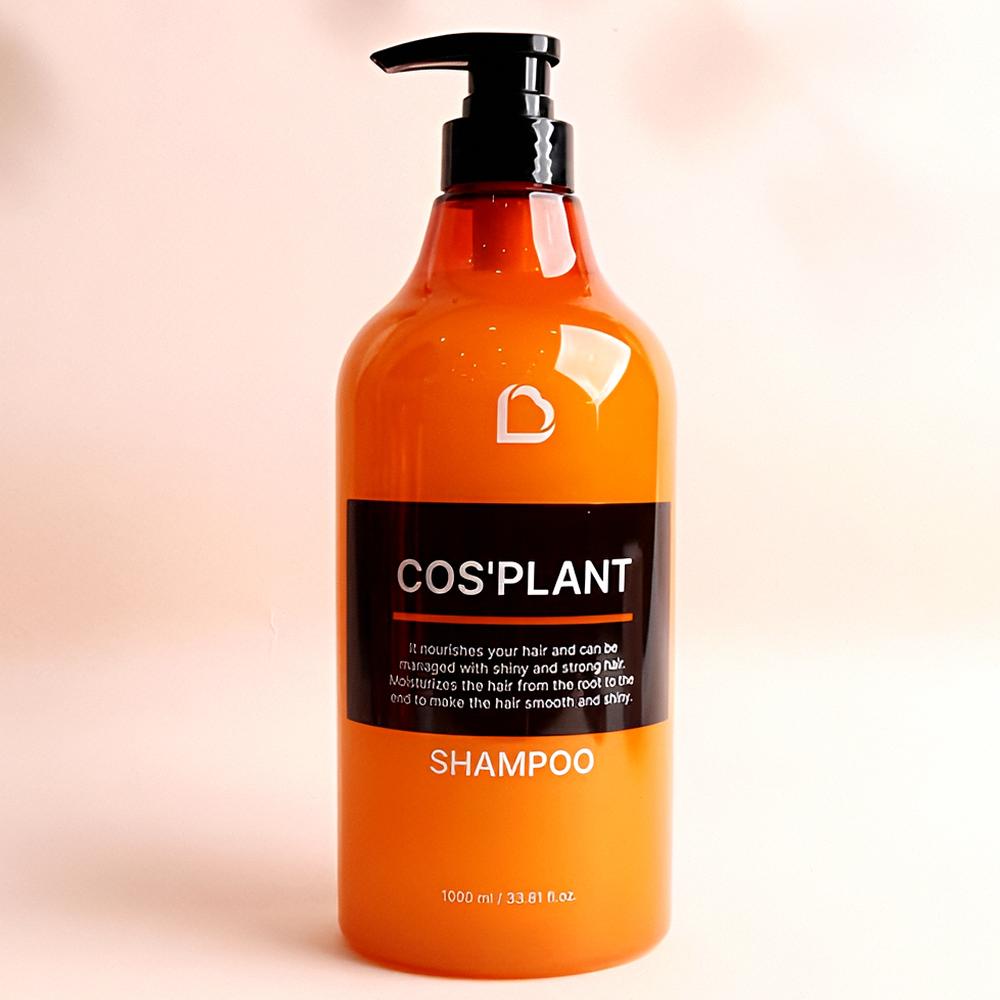 COS'PLANT
It nourishes your hair and can be
managed with shiny and strong hair.
Moisturizes the hair from the root to the
end to make the hair smooth and shiny.
SHAMPOO
1000 ml / 33.81 fl.oz.